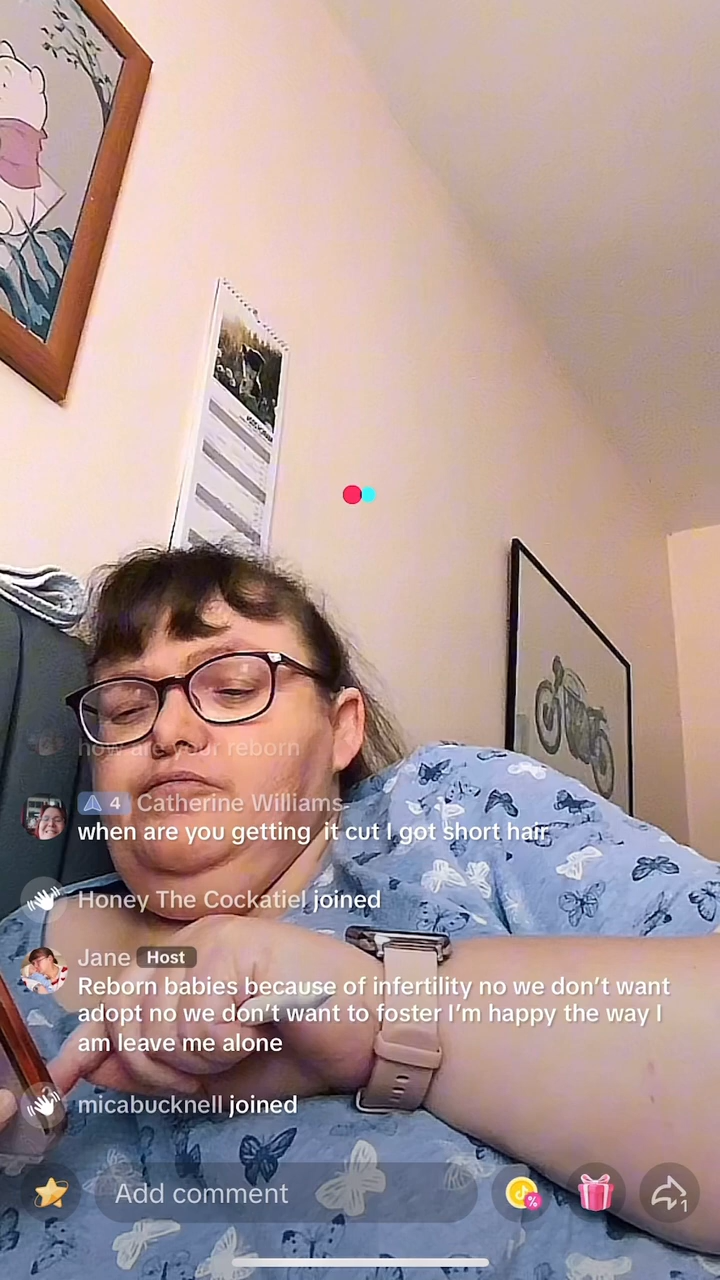 how are your reborn
4 Catherine Williams
when are you getting it cut I got short hair
Honey The Cockatiel joined
Jane Host
Reborn babies because of infertility no we don’t want
adopt no we don’t want to foster I’m happy the way I
am leave me alone
micabucknell joined
Add comment
%
1